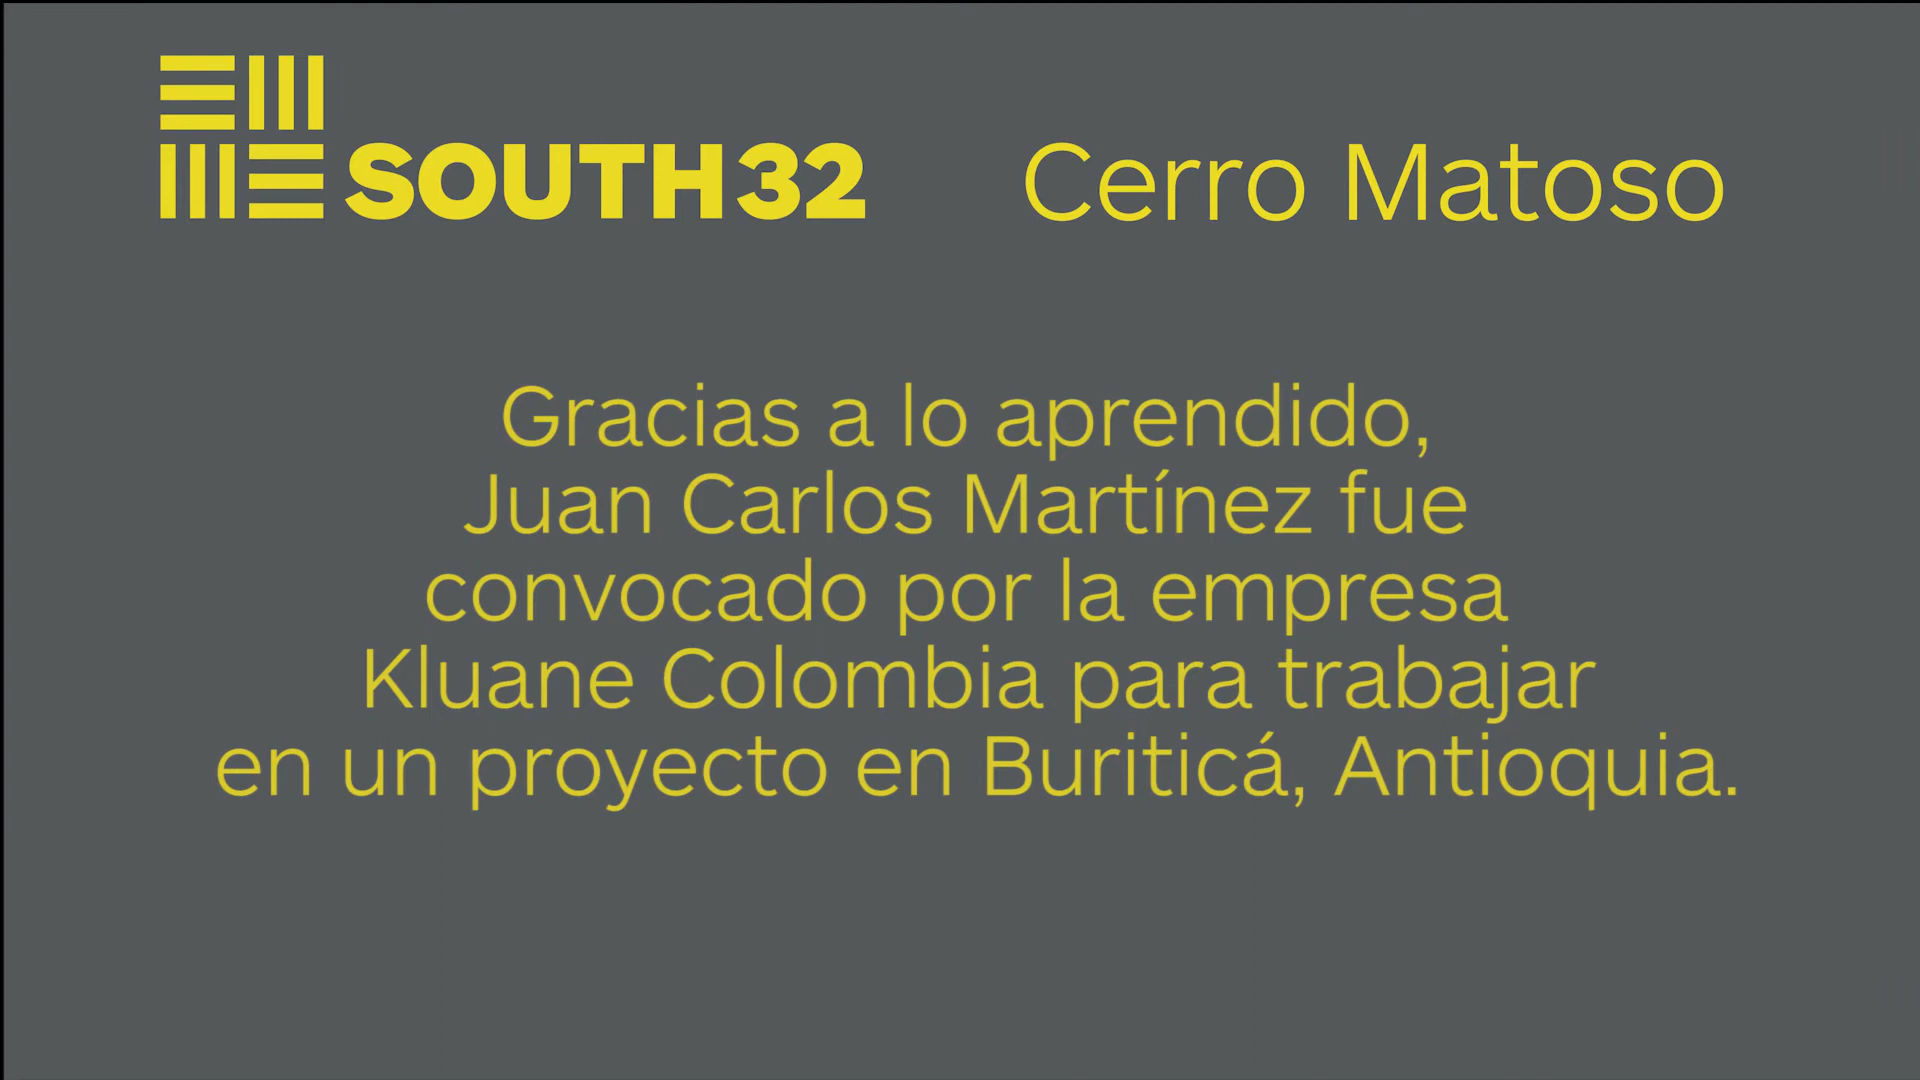 SOUTH32 Cerro Matoso
Gracias a lo aprendido,
Juan Carlos Martínez fue
convocado por la empresa
Kluane Colombia para trabajar
en un proyecto en Buriticá, Antioquia.